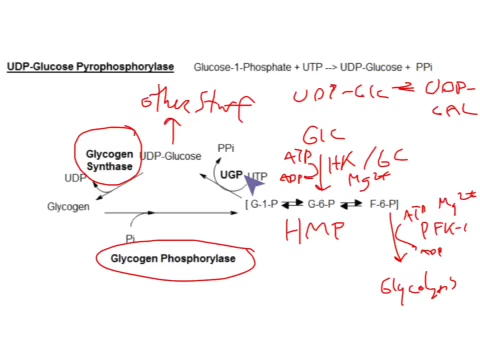 UDP-Glucose Pyrophosphorylase Glucose-1-Phosphate + UTP --> UDP-Glucose + PPi
other stuff
UDP-Glc ⇌ UDP-
GAL
Glc
ATP
ADP
HK / GC
Mg2+
PPi
Glycogen
Synthase
UDP-Glucose
UGP
UTP
UDP
Glycogen
[ G-1-P G-6-P F-6-P]
HMP
Pi
ATP Mg2+
PFK-1
ADP
Glycogen Phosphorylase
Glycolysis